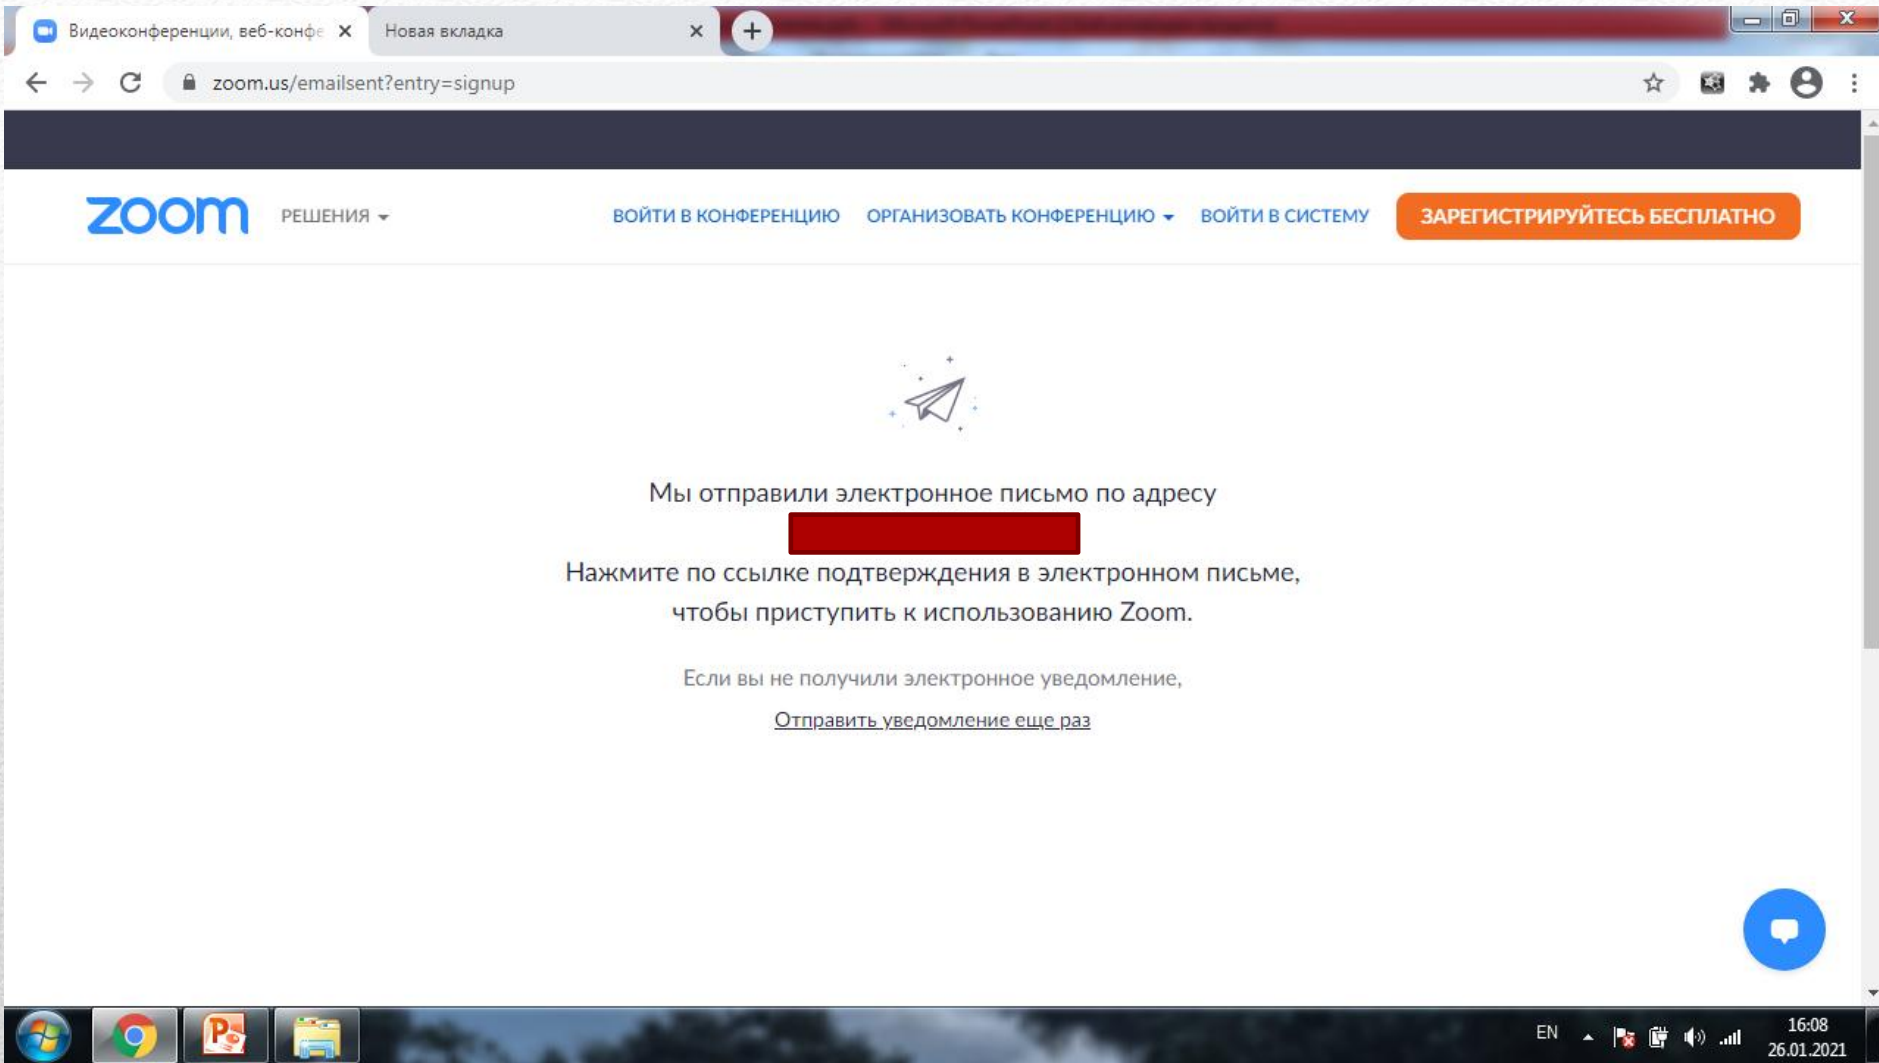 Видеоконференции, веб-конфе
Новая вкладка
zoom.us/emailsent?entry=signup
zoom
РЕШЕНИЯ
ВОЙТИ В КОНФЕРЕНЦИЮ
ОРГАНИЗОВАТЬ КОНФЕРЕНЦИЮ
ВОЙТИ В СИСТЕМУ
ЗАРЕГИСТРИРУЙТЕСЬ БЕСПЛАТНО
Мы отправили электронное письмо по адресу
Нажмите по ссылке подтверждения в электронном письме,
чтобы приступить к использованию Zoom.
Если вы не получили электронное уведомление,
Отправить уведомление еще раз
EN
16:08
26.01.2021